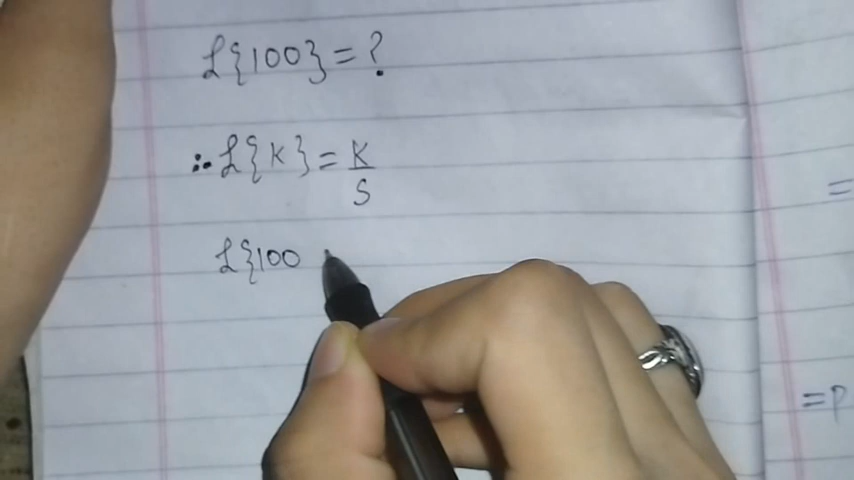 ℒ{100} = ?
∴ ℒ{K} = K/S
ℒ{100
=
= P